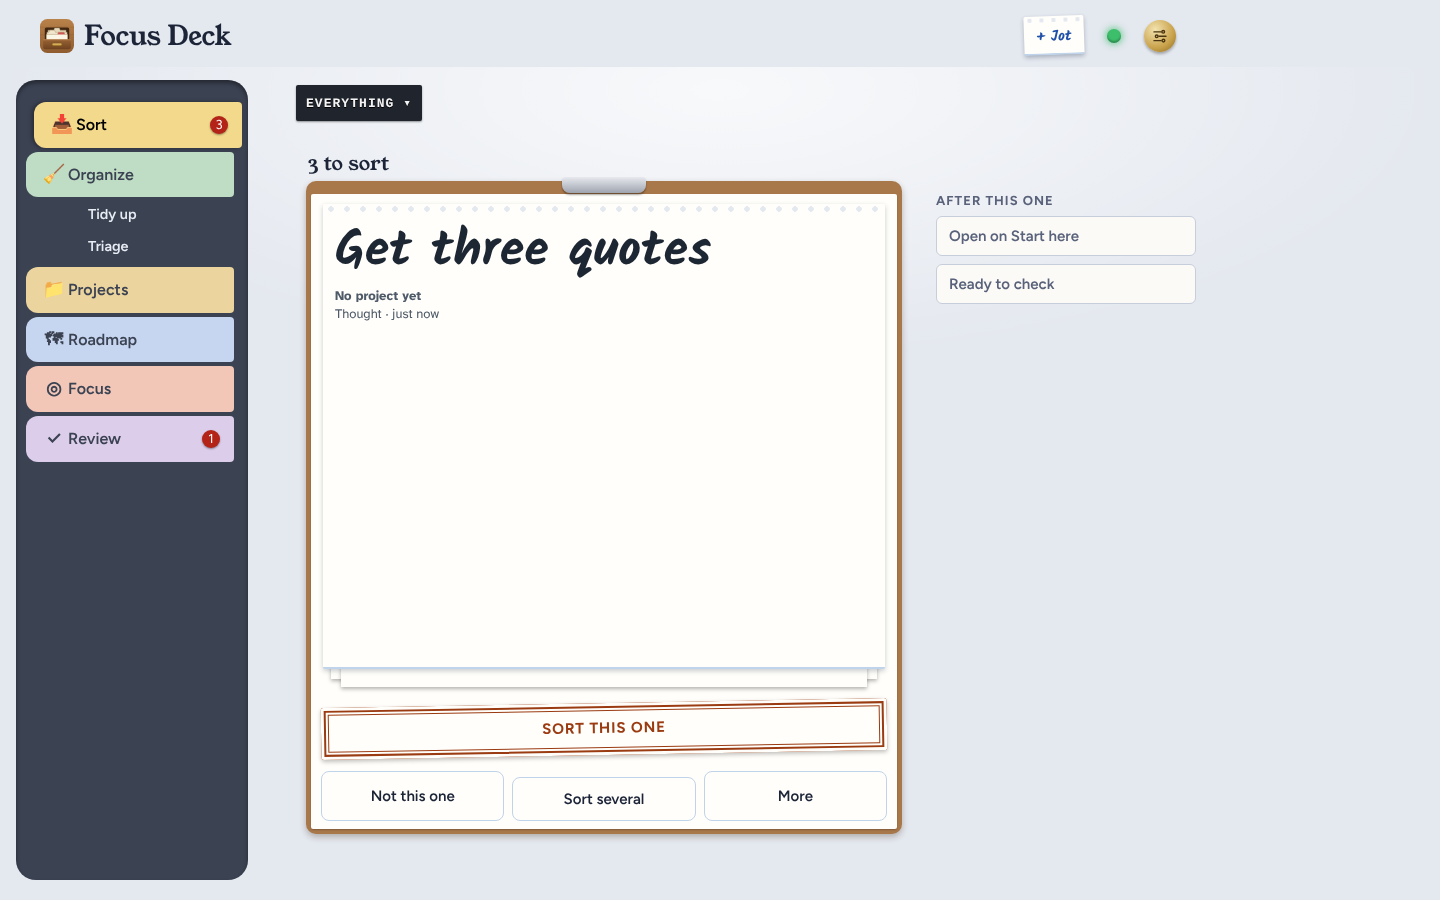 Focus Deck
+ Jot
Sort
3
Organize
Tidy up
Triage
Projects
Roadmap
Focus
Review
1
EVERYTHING ▾
3 to sort
Get three quotes
No project yet
Thought · just now
SORT THIS ONE
Not this one
Sort several
More
AFTER THIS ONE
Open on Start here
Ready to check